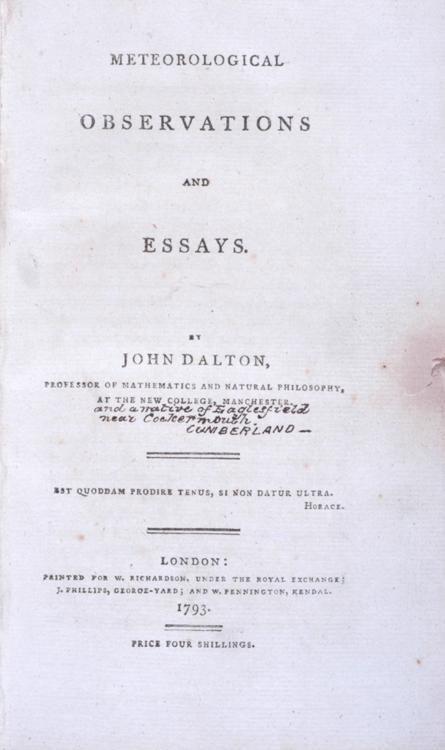 METEOROLOGICAL
OBSERVATIONS
AND
ESSAYS.
BY
JOHN DALTON,
PROFESSOR OF MATHEMATICS AND NATURAL PHILOSOPHY,
AT THE NEW COLLEGE, MANCHESTER.
and a native of Eaglesfield
near Cockermouth.
CUMBERLAND —
EST QUODDAM PRODIRE TENUS, SI NON DATUR ULTRA.
HORACE.
LONDON:
PRINTED FOR W. RICHARDSON, UNDER THE ROYAL EXCHANGE;
J. PHILLIPS, GEORGE-YARD; AND W. PENNINGTON, KENDAL.
1793.
PRICE FOUR SHILLINGS.